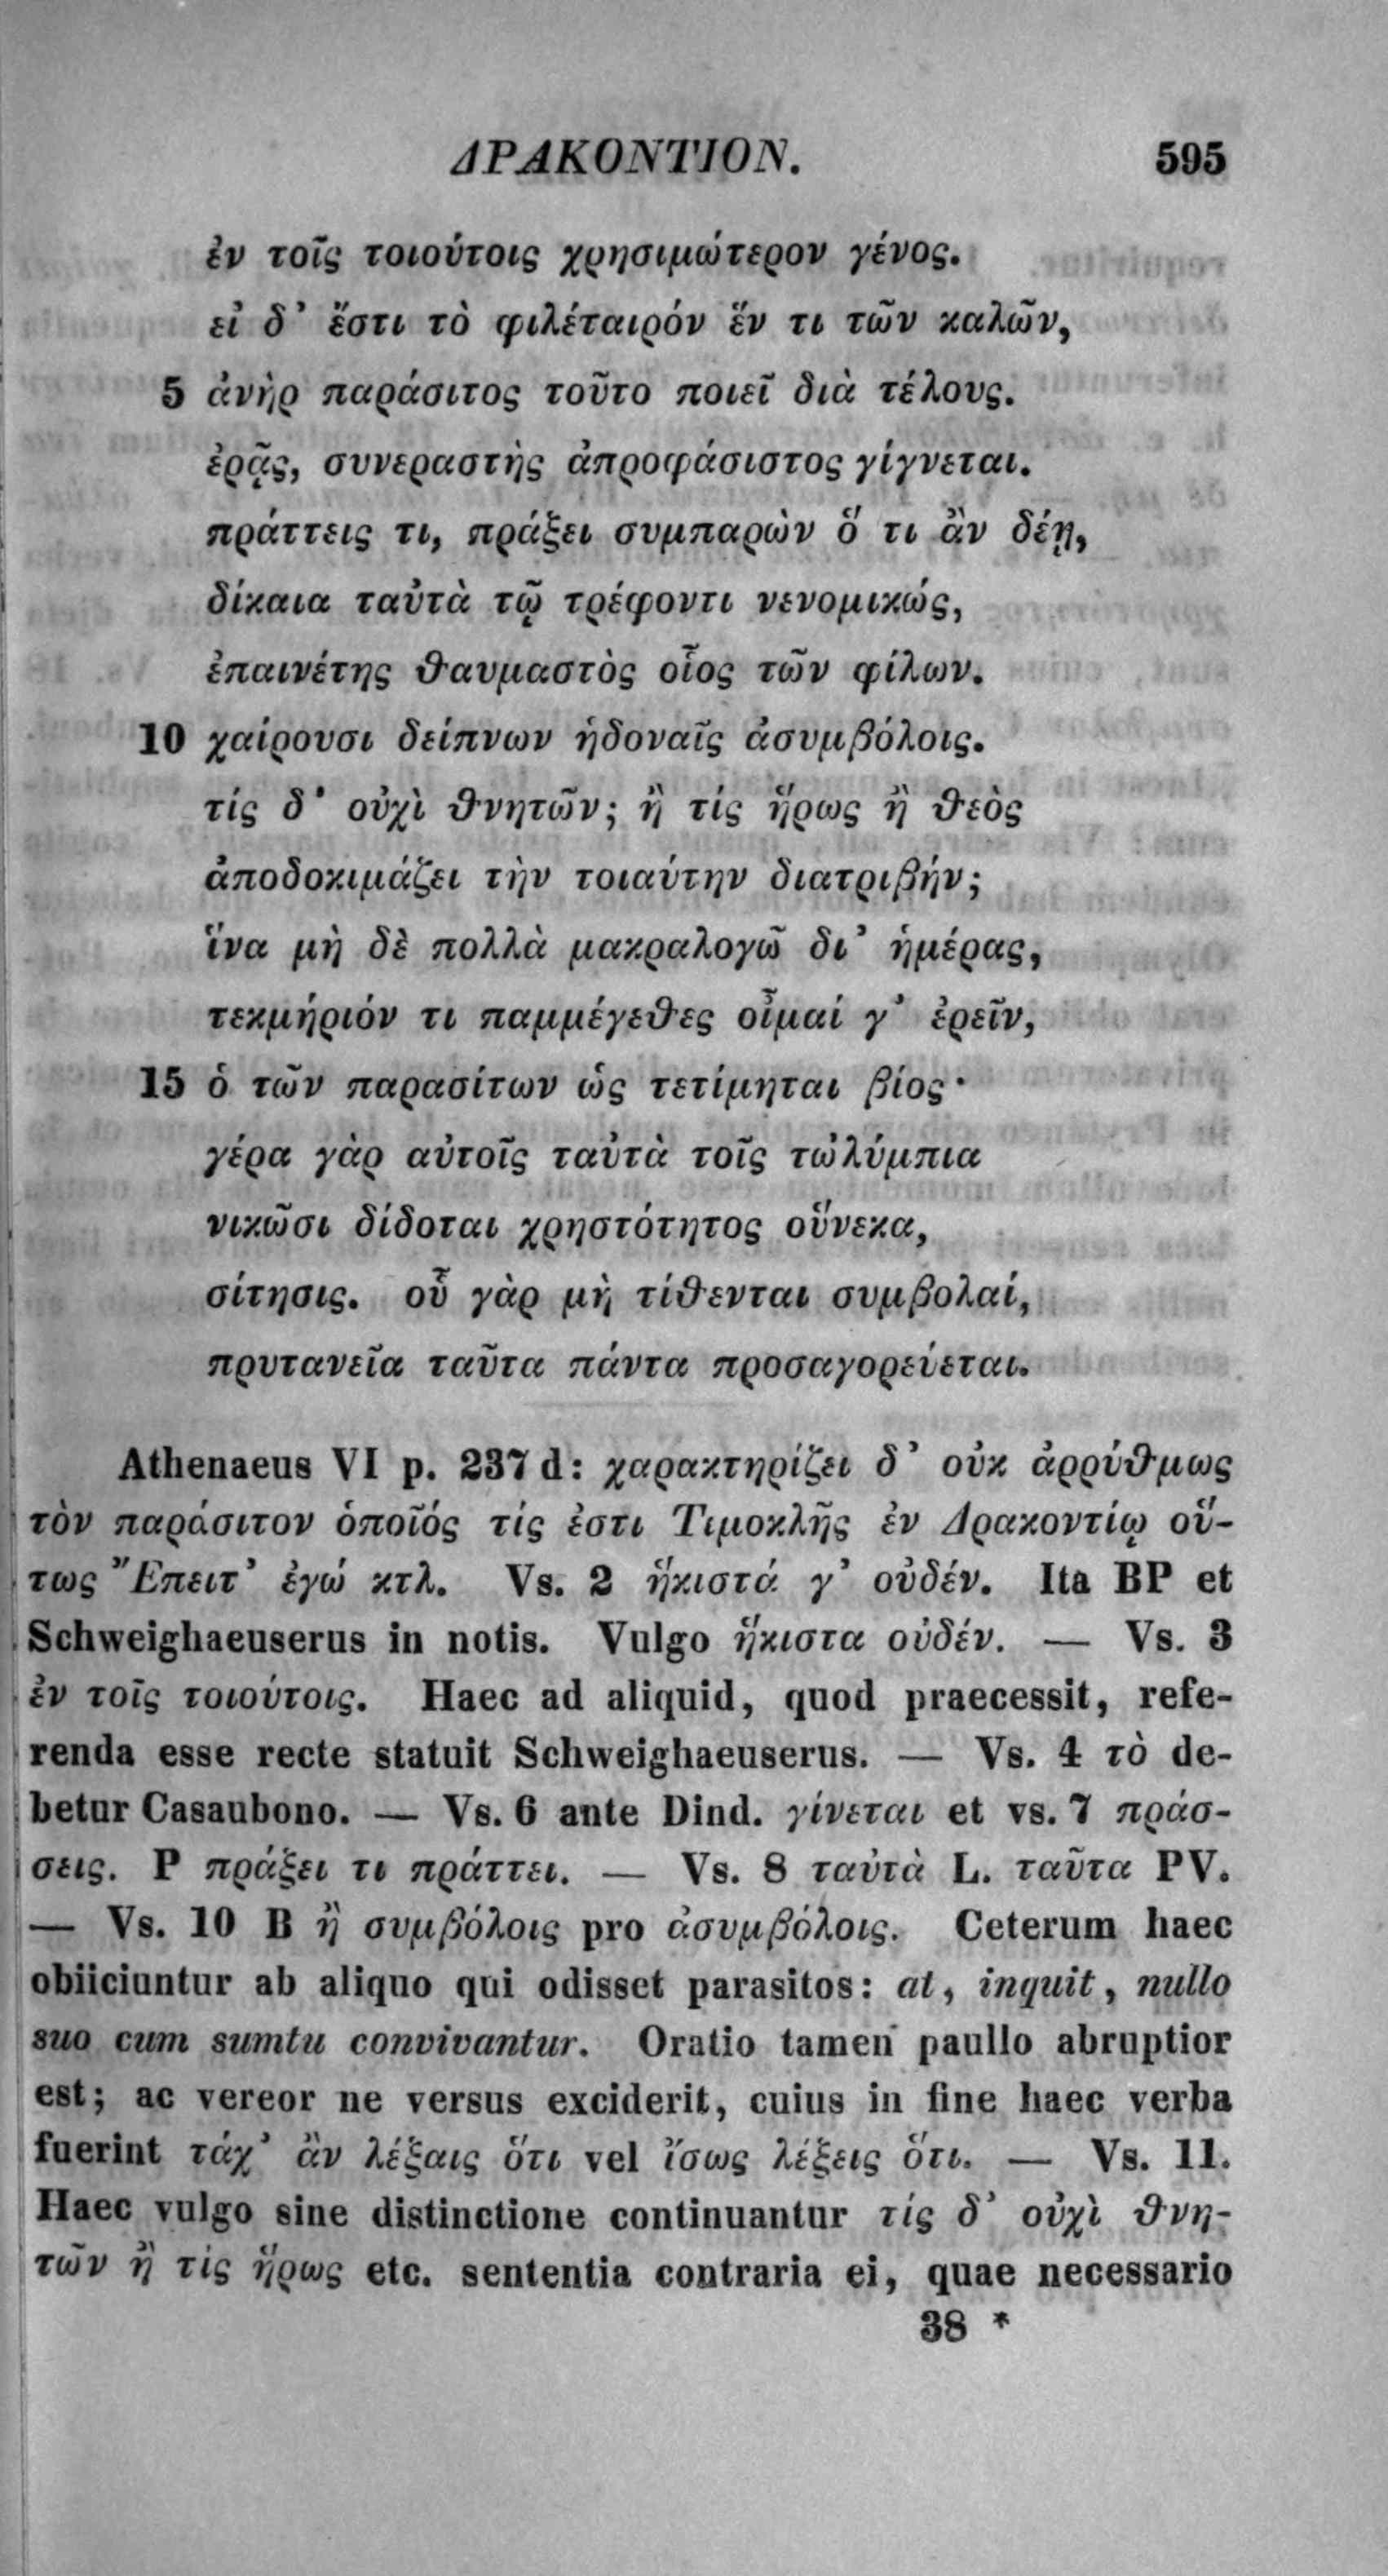 ΔΡΑΚΟΝΤΙΟΝ. 595
ἐν τοῖς τοιούτοις χρησιμώτερον γένος.
εἰ δ’ ἔστι τὸ φιλέταιρόν ἕν τι τῶν καλῶν,
5 ἀνὴρ παράσιτος τοῦτο ποιεῖ διὰ τέλους.
ἐρᾷς, συνεραστὴς ἀπροφάσιστος γίγνεται.
πράττεις τι, πράξει συμπαρὼν ὅ τι ἂν δέῃ,
δίκαια ταὐτὰ τῷ τρέφοντι νενομικώς,
ἐπαινέτης θαυμαστὸς οἷος τῶν φίλων.
10 χαίρουσι δείπνων ἡδοναῖς ἀσυμβόλοις.
τίς δ’ οὐχὶ θνητῶν; ἢ τίς ἥρως ἢ θεὸς
ἀποδοκιμάζει τὴν τοιαύτην διατριβήν;
ἵνα μὴ δὲ πολλὰ μακραλογῶ δι’ ἡμέρας,
τεκμήριόν τι παμμέγεθες οἶμαί γ’ ἐρεῖν,
15 ὁ τῶν παρασίτων ὡς τετίμηται βίος·
γέρα γὰρ αὐτοῖς ταὐτὰ τοῖς τὠλύμπια
νικῶσι δίδοται χρηστότητος οὕνεκα,
σίτησις. οὗ γὰρ μὴ τίθενται συμβολαί,
πρυτανεῖα ταῦτα πάντα προσαγορεύεται.
Athenaeus VI p. 237 d: χαρακτηρίζει δ’ οὐκ ἀρρύθμως
τὸν παράσιτον ὁποῖός τίς ἐστι Τιμοκλῆς ἐν Δρακοντίῳ οὕ-
τως Ἔπειτ’ ἐγώ κτλ. Vs. 2 ἥκιστά γ’ οὐδέν. Ita BP et
Schweighaeuserus in notis. Vulgo ἥκιστα οὐδέν. — Vs. 3
ἐν τοῖς τοιούτοις. Haec ad aliquid, quod praecessit, refe-
renda esse recte statuit Schweighaeuserus. — Vs. 4 τὸ de-
betur Casaubono. — Vs. 6 ante Dind. γίνεται et vs. 7 πράσ-
σεις. P πράξει τι πράττει. — Vs. 8 ταὐτὰ L. ταῦτα PV.
— Vs. 10 B ἢ συμβόλοις pro ἀσυμβόλοις. Ceterum haec
obiiciuntur ab aliquo qui odisset parasitos: at, inquit, nullo
suo cum sumtu convivantur. Oratio tamen paullo abruptior
est; ac vereor ne versus exciderit, cuius in fine haec verba
fuerint τάχ’ ἂν λέξαις ὅτι vel ἴσως λέξεις ὅτι. — Vs. 11.
Haec vulgo sine distinctione continuantur τίς δ’ οὐχὶ θνη-
τῶν ἢ τίς ἥρως etc. sententia contraria ei, quae necessario
38 *